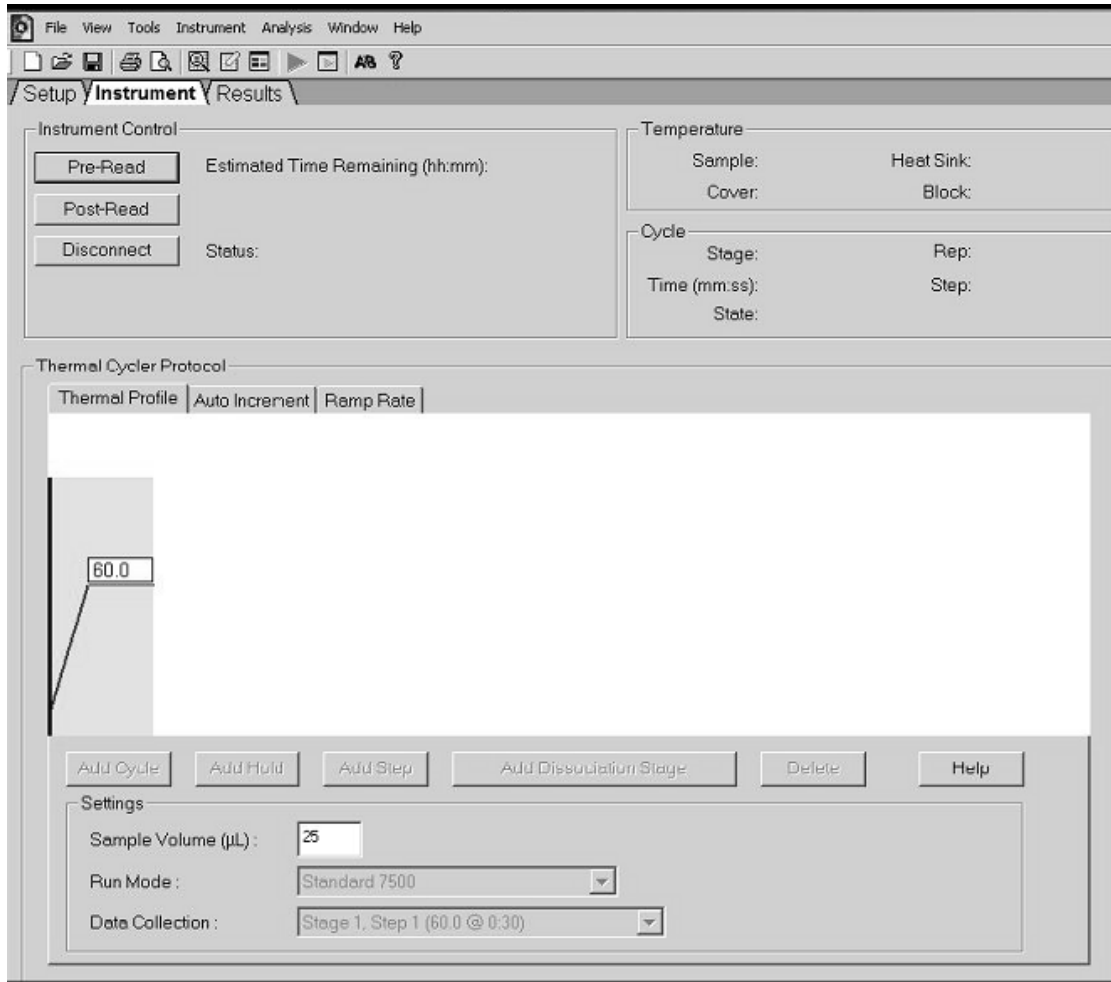 File View Tools Instrument Analysis Window Help
Setup Instrument Results
Instrument Control
Pre-Read
Estimated Time Remaining (hh:mm):
Post-Read
Disconnect
Status:
Temperature
Sample: Heat Sink:
Cover: Block:
Cycle
Stage: Rep:
Time (mm:ss): Step:
State:
Thermal Cycler Protocol
Thermal Profile Auto Increment Ramp Rate
60.0
Add Cycle Add Hold Add Step Add Dissociation Stage Delete Help
Settings
Sample Volume (µL) : 25
Run Mode : Standard 7500
Data Collection : Stage 1, Step 1 (60.0 @ 0:30)